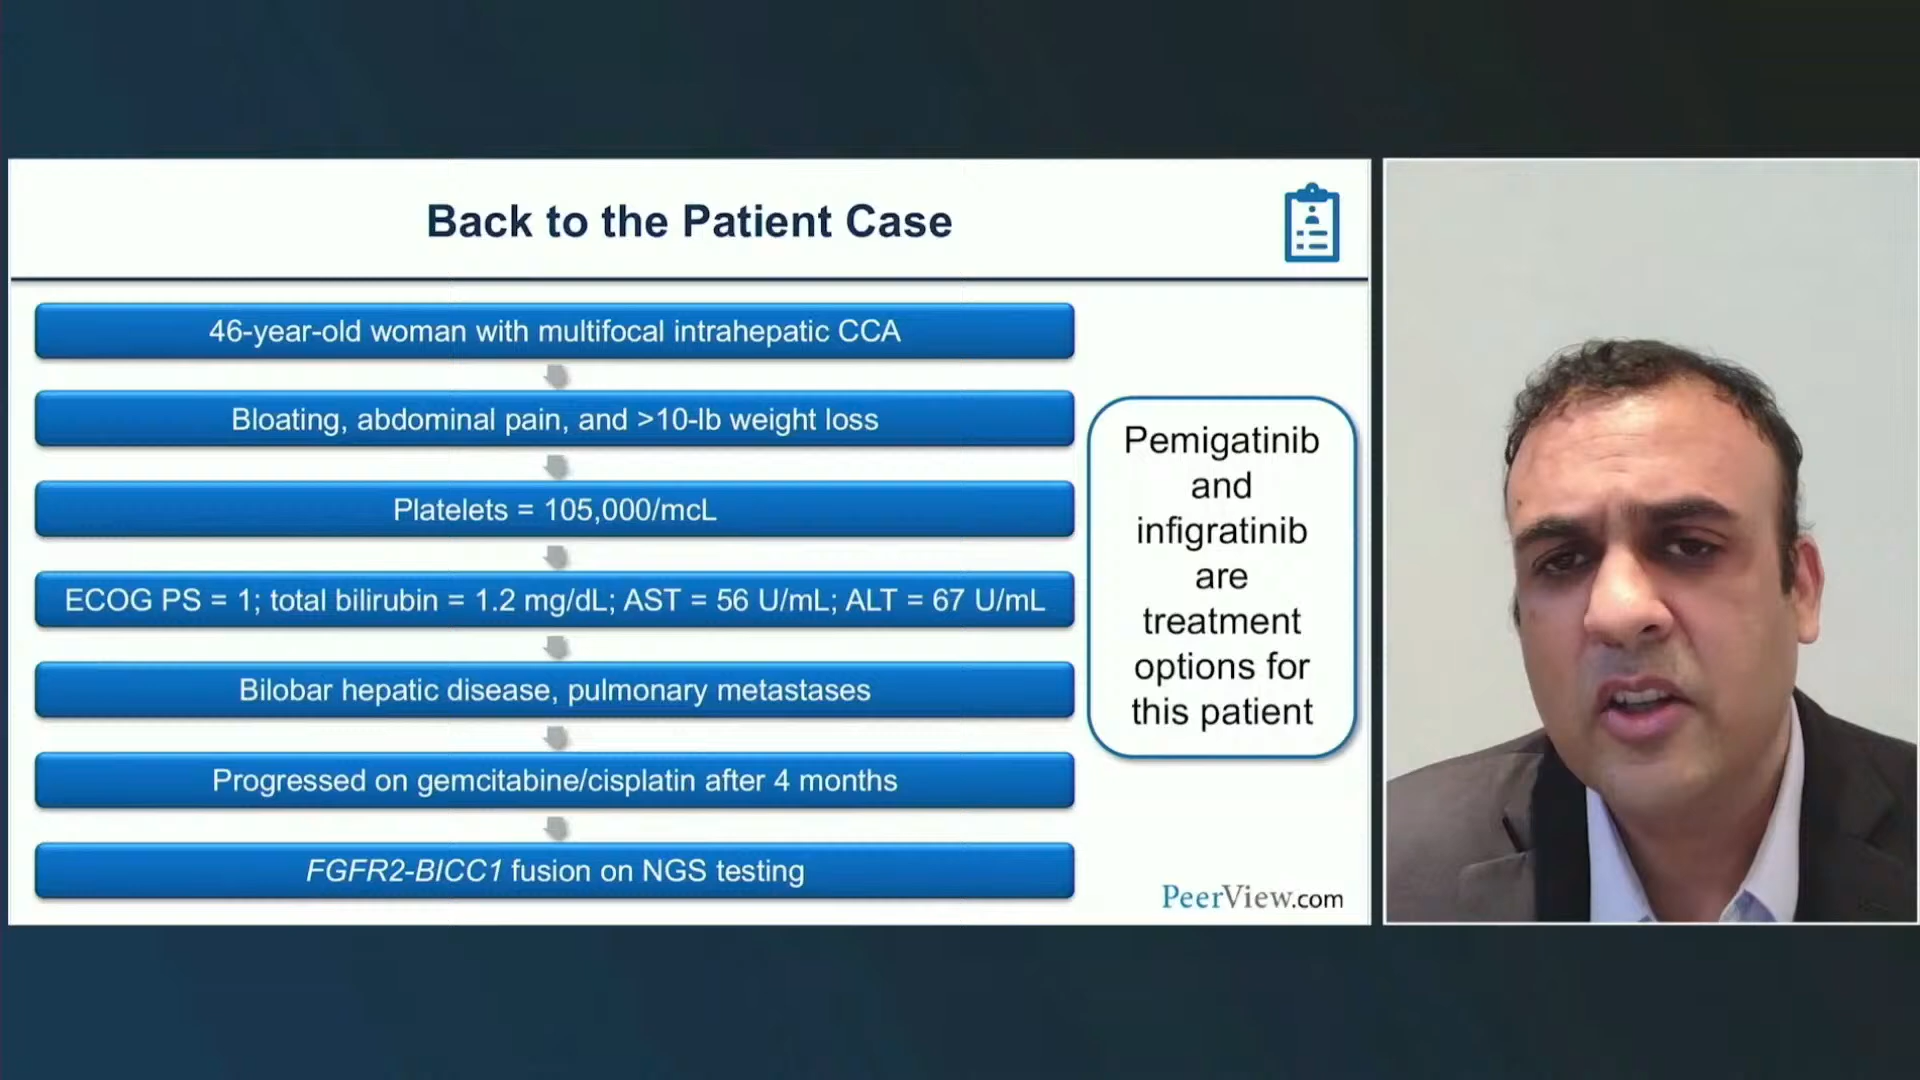 Back to the Patient Case
46-year-old woman with multifocal intrahepatic CCA
Bloating, abdominal pain, and >10-lb weight loss
Platelets = 105,000/mcL
ECOG PS = 1; total bilirubin = 1.2 mg/dL; AST = 56 U/mL; ALT = 67 U/mL
Bilobar hepatic disease, pulmonary metastases
Progressed on gemcitabine/cisplatin after 4 months
FGFR2-BICC1 fusion on NGS testing
Pemigatinib
and
infigratinib
are
treatment
options for
this patient
PeerView.com